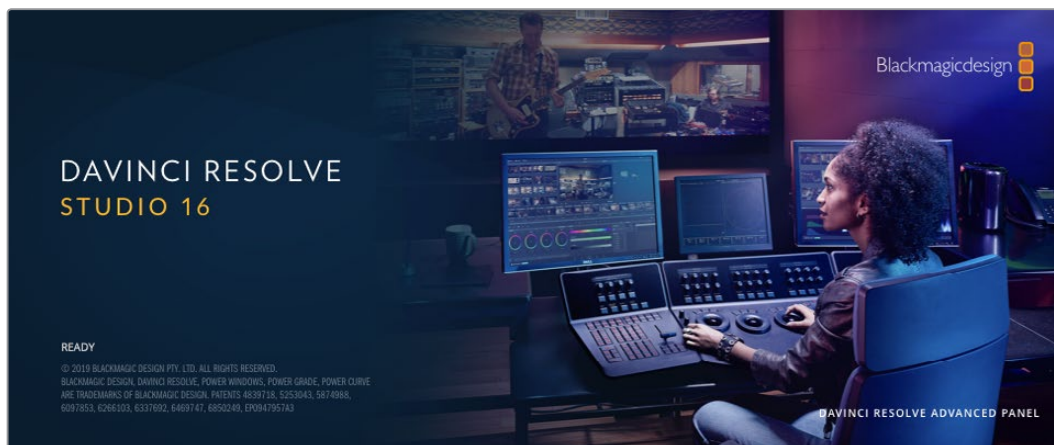 Blackmagicdesign
DAVINCI RESOLVE
STUDIO 16
READY
© 2019 BLACKMAGIC DESIGN PTY. LTD. ALL RIGHTS RESERVED.
BLACKMAGIC DESIGN, DAVINCI RESOLVE, POWER WINDOWS, POWER GRADE, POWER CURVE
ARE TRADEMARKS OF BLACKMAGIC DESIGN. PATENTS 4839718, 5253043, 5874988,
6097853, 6266103, 6337692, 6469747, 6850249, EP0947957A3
DAVINCI RESOLVE ADVANCED PANEL